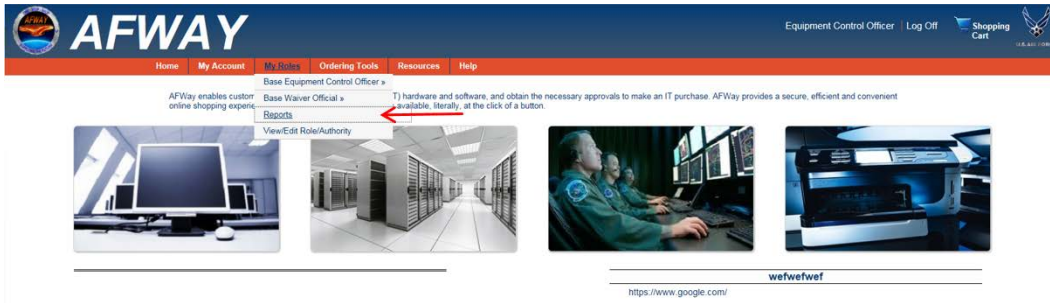 AFWAY
AFWAY
Equipment Control Officer | Log Off
Shopping
Cart
Home
My Account
My Roles
Ordering Tools
Resources
Help
Base Equipment Control Officer »
Base Waiver Official »
Reports
View/Edit Role/Authority
AFWay enables custom T) hardware and software, and obtain the necessary approvals to make an IT purchase. AFWay provides a secure, efficient and convenient
online shopping experie available, literally, at the click of a button.
wefwefwef
https://www.google.com/